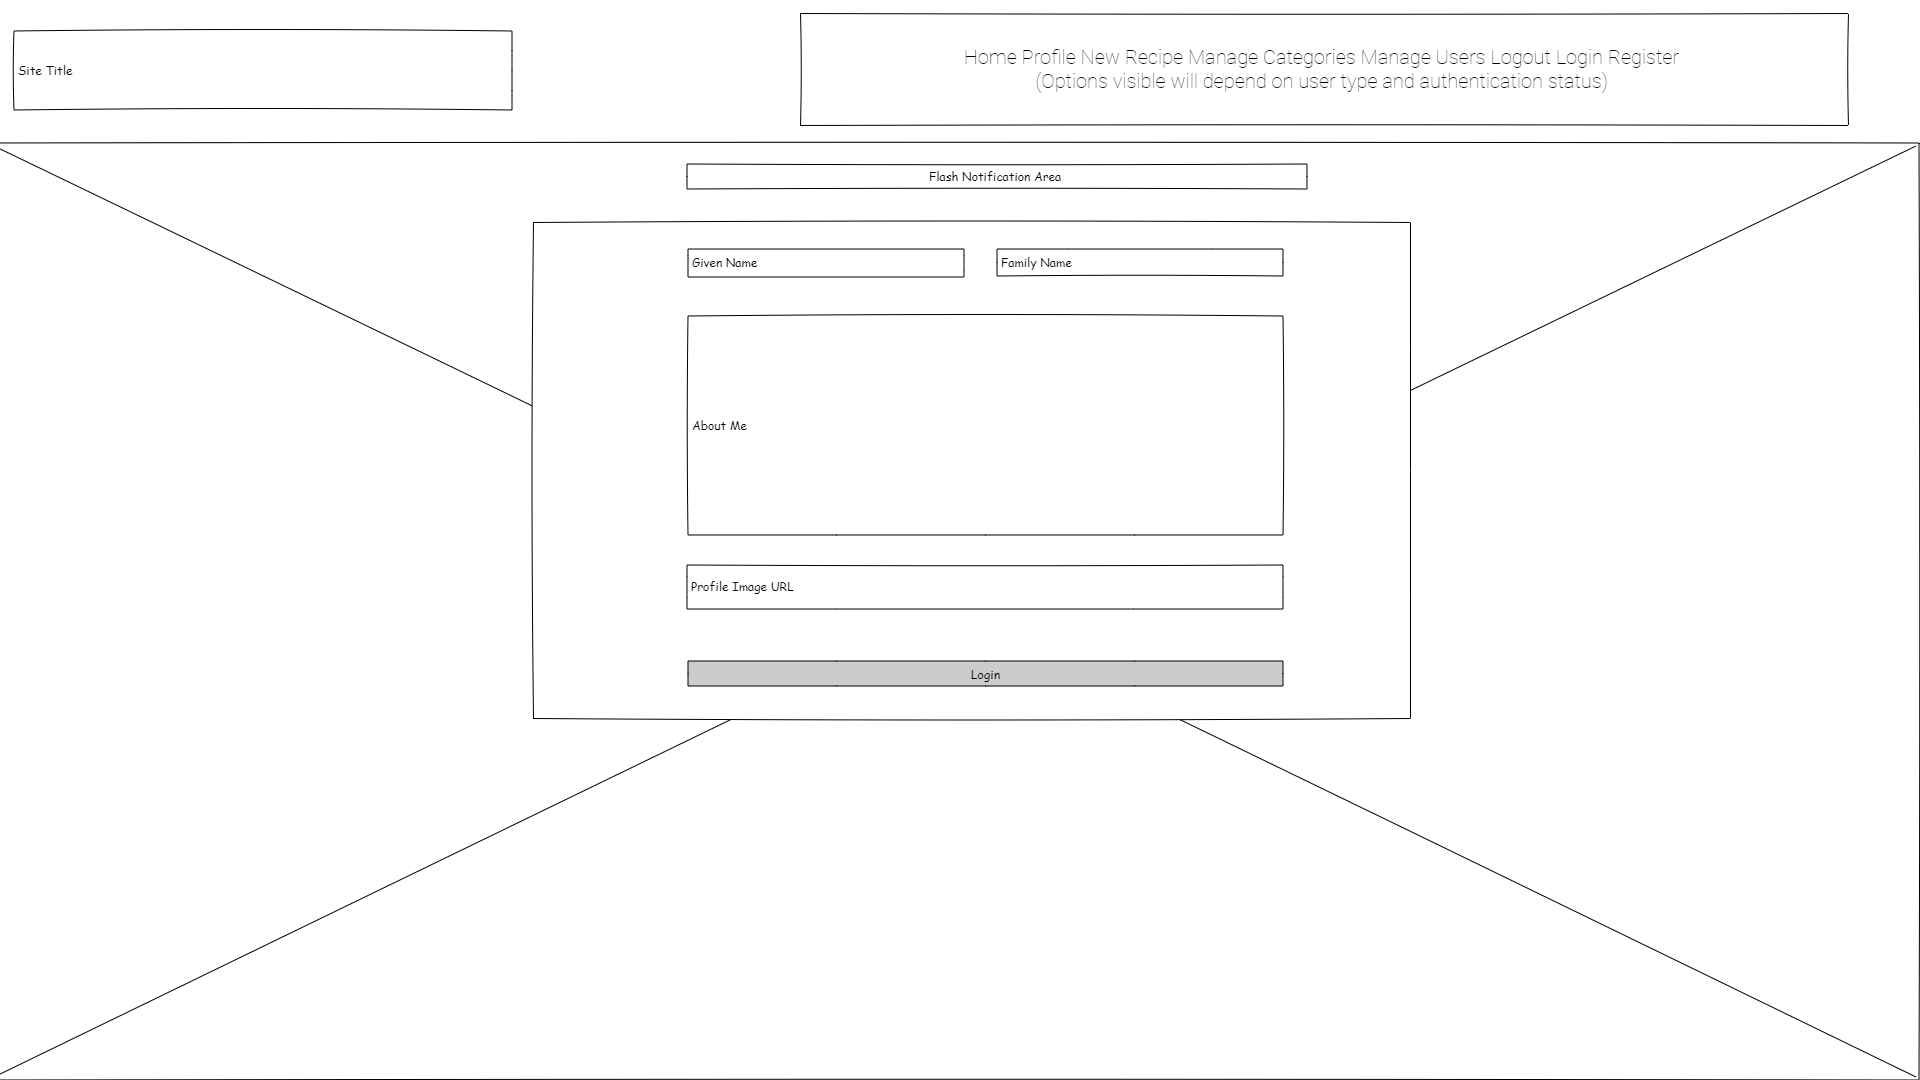 Site Title
Home Profile New Recipe Manage Categories Manage Users Logout Login Register
(Options visible will depend on user type and authentication status)
Flash Notification Area
Given Name
Family Name
About Me
Profile Image URL
Login